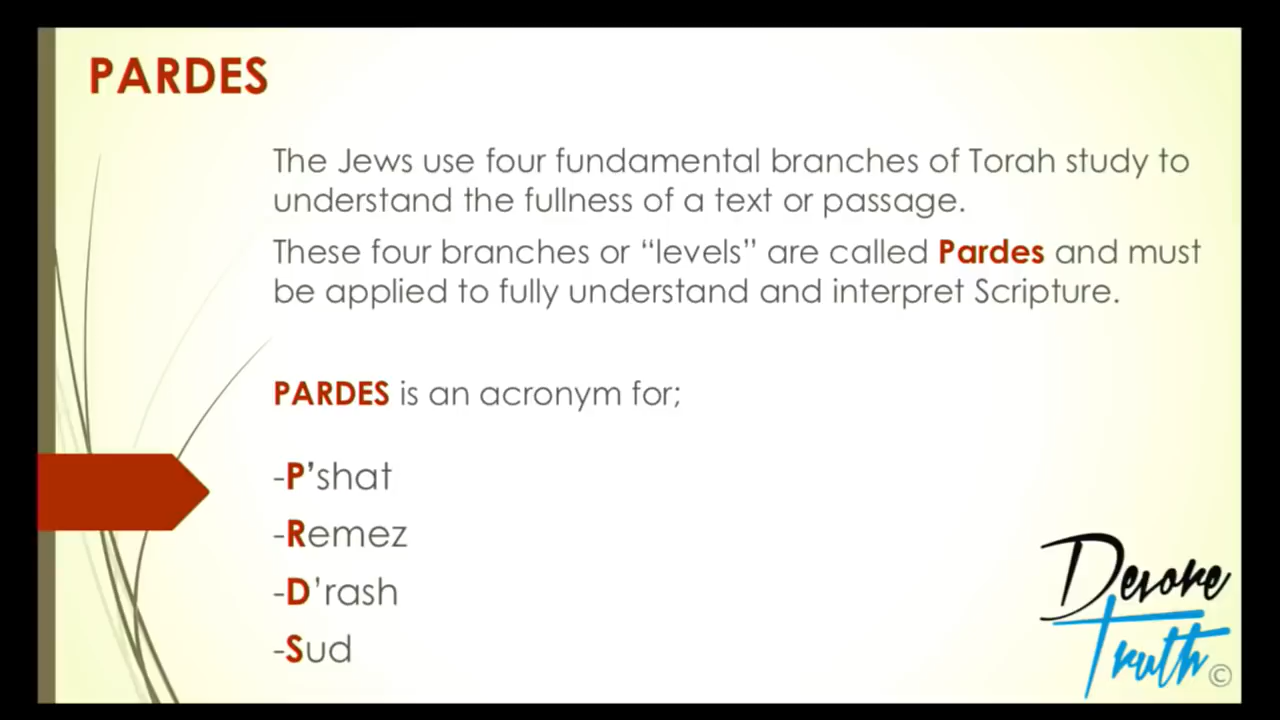 PARDES
The Jews use four fundamental branches of Torah study to
understand the fullness of a text or passage.
These four branches or “levels” are called Pardes and must
be applied to fully understand and interpret Scripture.
PARDES is an acronym for;
-P’shat
-Remez
-D’rash
-Sud
Devore
Truth©